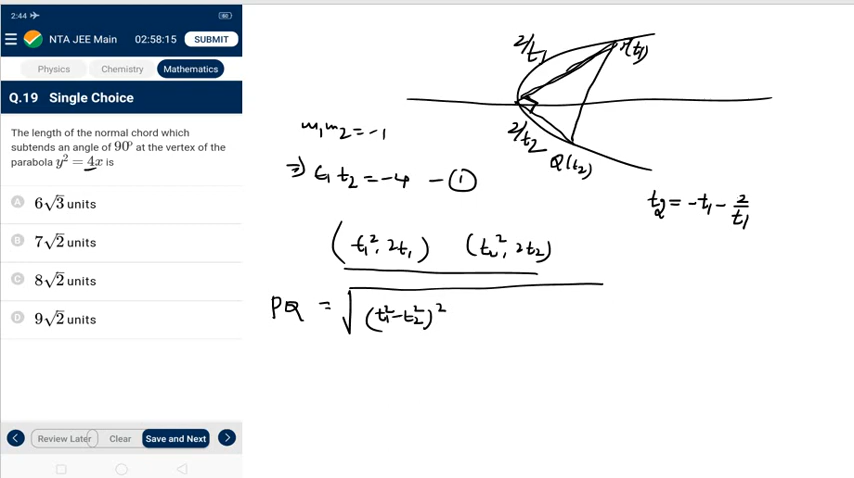 2:44
NTA JEE Main 02:58:15 SUBMIT
Physics Chemistry Mathematics
Q.19 Single Choice
The length of the normal chord which
subtends an angle of 90° at the vertex of the
parabola y² = 4x is
A 6√3 units
B 7√2 units
C 8√2 units
D 9√2 units
Review Later Clear Save and Next
2/t₁
P(t₁)
2/t₂
Q(t₂)
m₁m₂ = -1
⇒ t₁t₂ = -4 - ①
t₂ = -t₁ - 2/t₁
(t₁², 2t₁) (t₂², 2t₂)
PQ = √(t₁² - t₂²)²